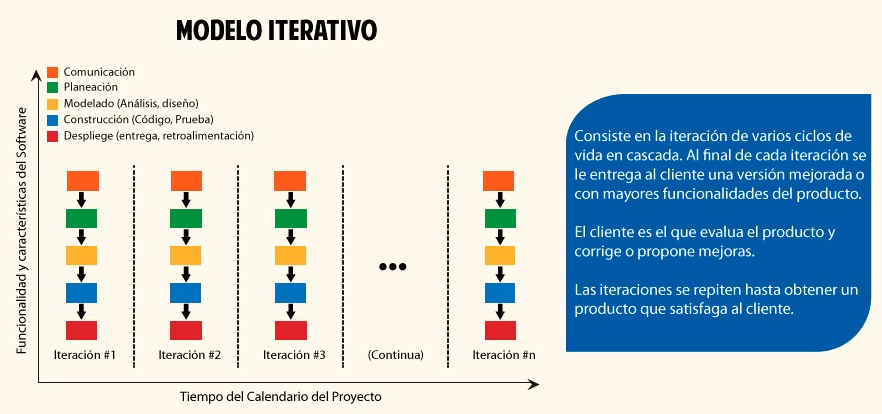 MODELO ITERATIVO
Comunicación
Planeación
Modelado (Análisis, diseño)
Construcción (Código, Prueba)
Despliege (entrega, retroalimentación)
Funcionalidad y características del Software
Iteración #1
Iteración #2
Iteración #3
(Continua)
Iteración #n
Tiempo del Calendario del Proyecto
Consiste en la iteración de varios ciclos de
vida en cascada. Al final de cada iteración se
le entrega al cliente una versión mejorada o
con mayores funcionalidades del producto.
El cliente es el que evalua el producto y
corrige o propone mejoras.
Las iteraciones se repiten hasta obtener un
producto que satisfaga al cliente.